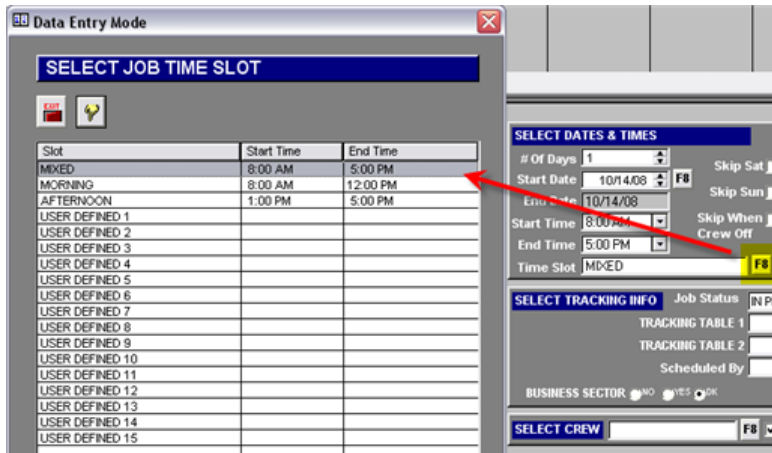 Data Entry Mode
SELECT JOB TIME SLOT
EXIT
Slot Start Time End Time
MIXED 8:00 AM 5:00 PM
MORNING 8:00 AM 12:00 PM
AFTERNOON 1:00 PM 5:00 PM
USER DEFINED 1
USER DEFINED 2
USER DEFINED 3
USER DEFINED 4
USER DEFINED 5
USER DEFINED 6
USER DEFINED 7
USER DEFINED 8
USER DEFINED 9
USER DEFINED 10
USER DEFINED 11
USER DEFINED 12
USER DEFINED 13
USER DEFINED 14
USER DEFINED 15
SELECT DATES & TIMES
# Of Days 1
Skip Sat
Start Date 10/14/08 F8
Skip Sun
End Date 10/14/08
Start Time 8:00 AM
Skip When
Crew Off
End Time 5:00 PM
Time Slot MIXED F8
SELECT TRACKING INFO Job Status IN P
TRACKING TABLE 1
TRACKING TABLE 2
Scheduled By
BUSINESS SECTOR NO YES OK
SELECT CREW F8